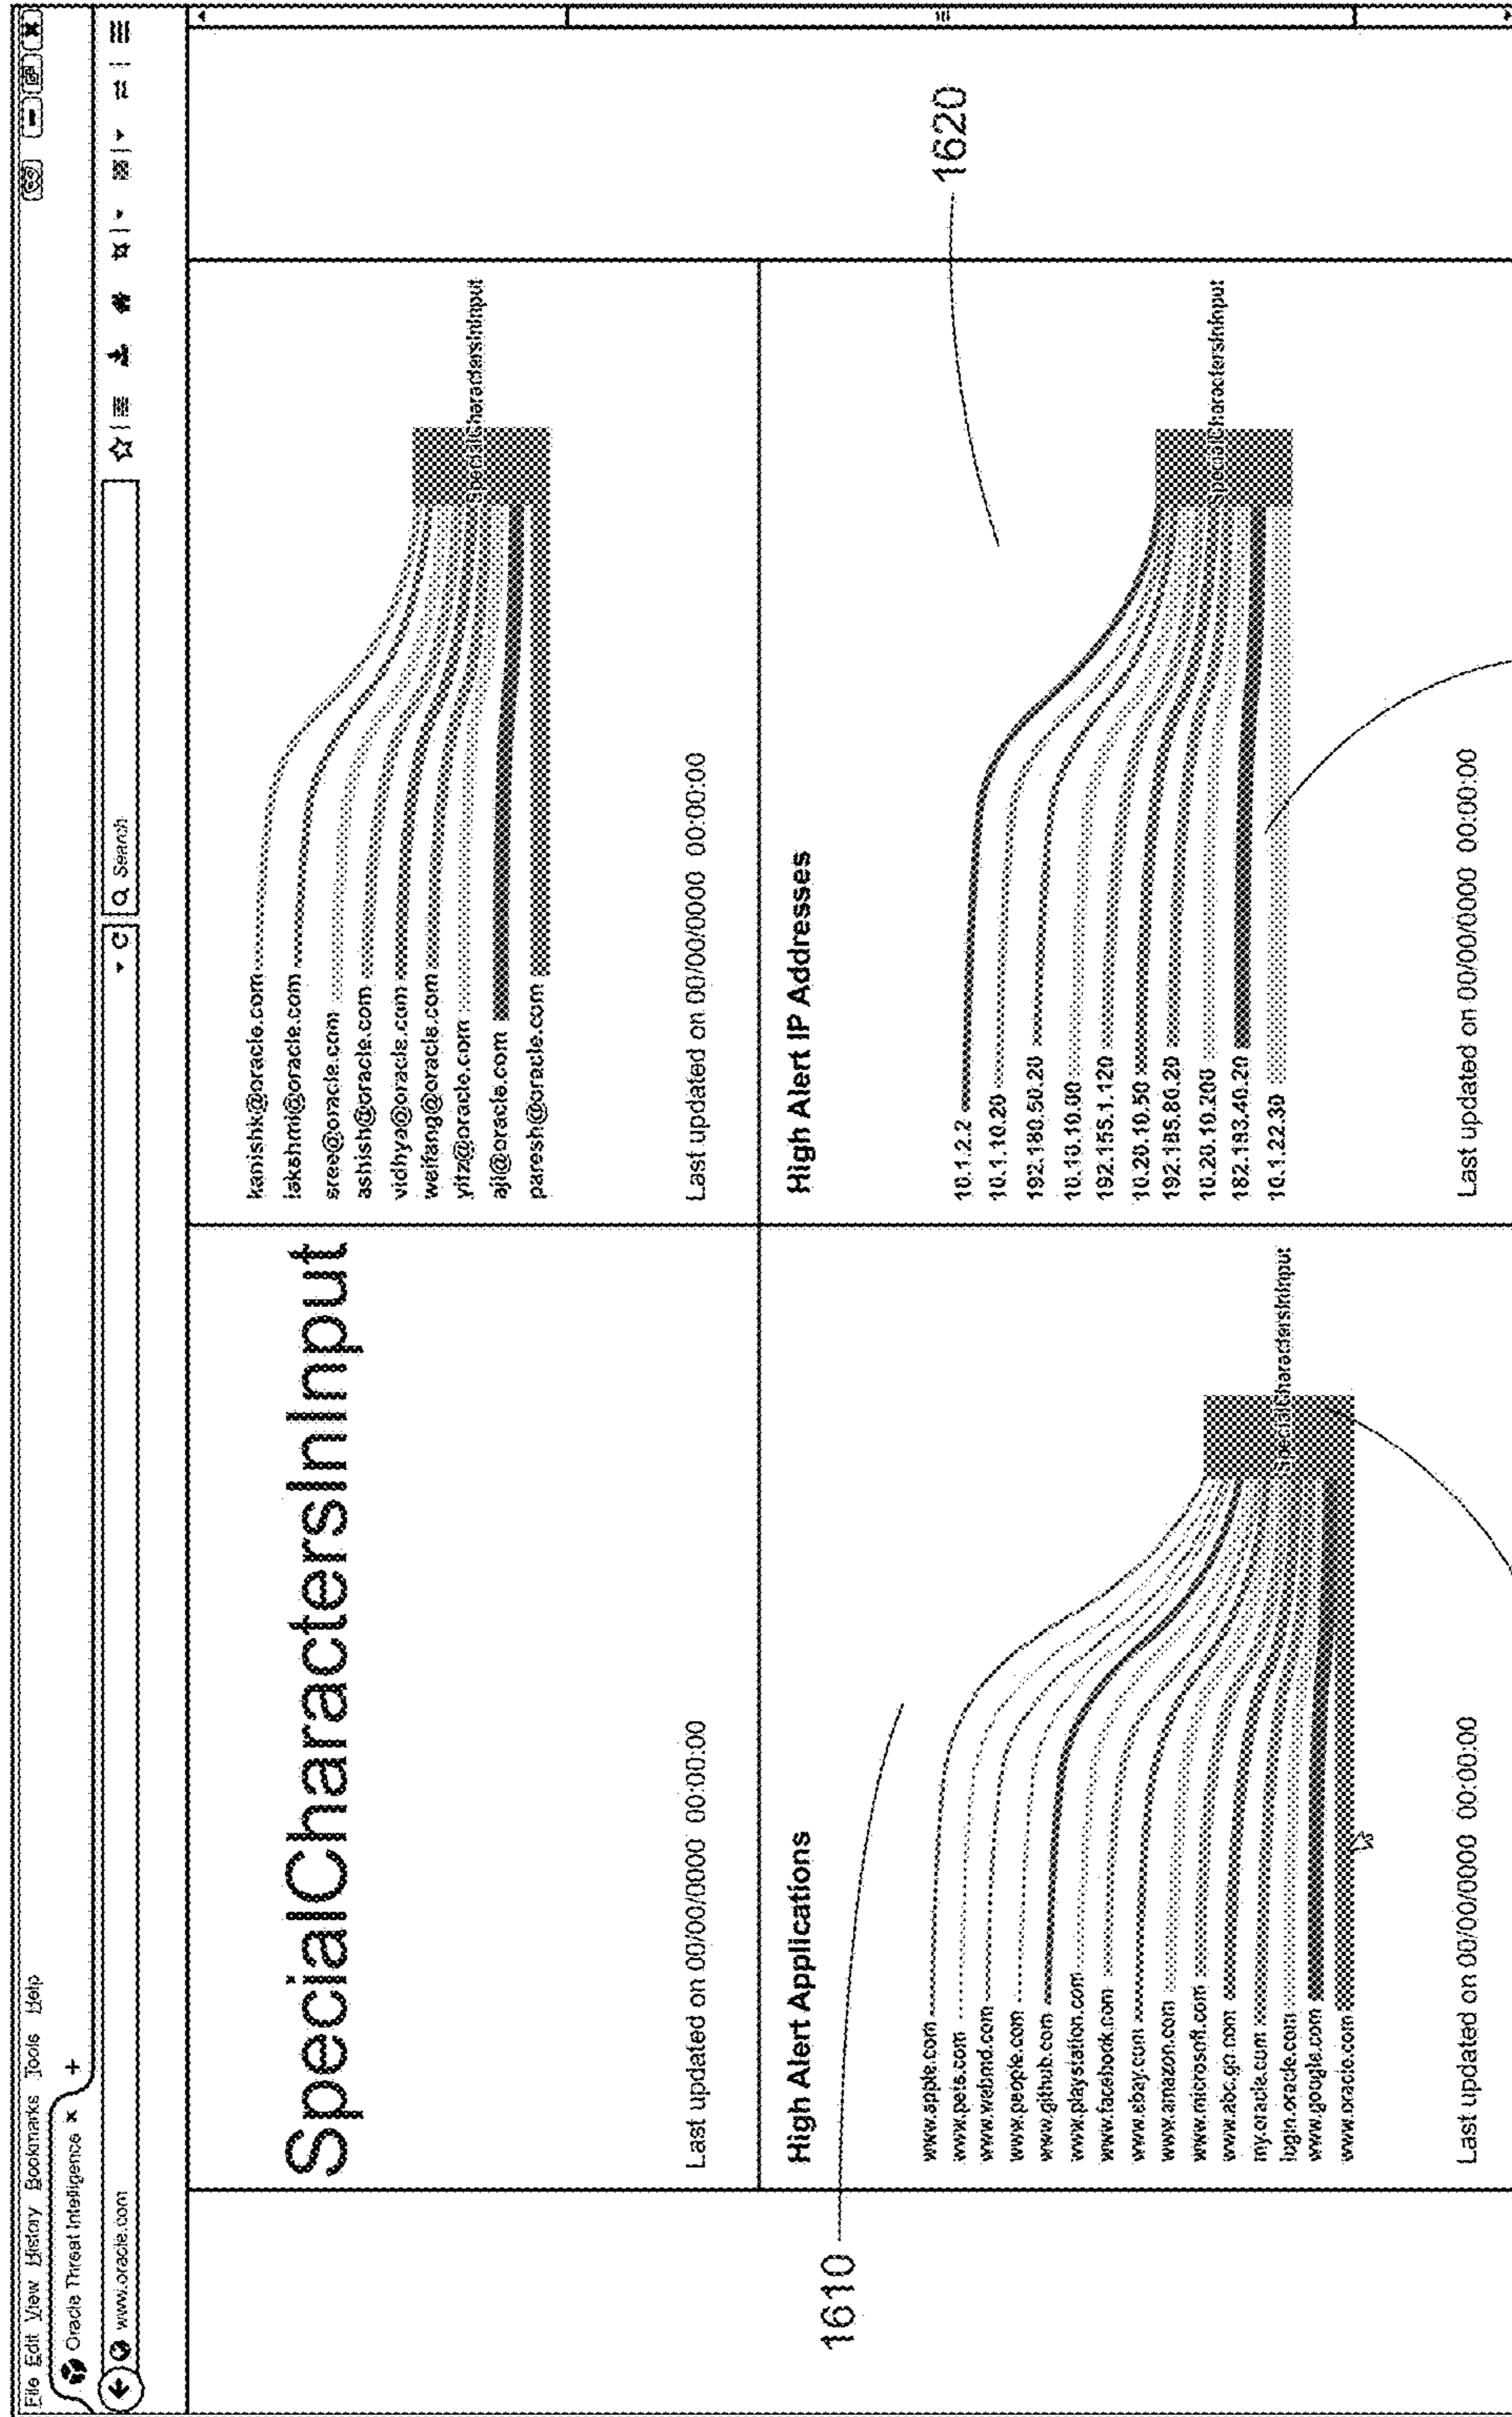 File Edit View History Bookmarks Tools Help
Oracle Threat Intelligence × +
www.oracle.com
Search
SpecialCharactersInInput
Last updated on 00/00/0000 00:00:00
kanishk@oracle.com
lakshmi@oracle.com
sree@oracle.com
ashish@oracle.com
vidhya@oracle.com
weifang@oracle.com
yitz@oracle.com
aji@oracle.com
paresh@oracle.com
SpecialCharactersInInput
Last updated on 00/00/0000 00:00:00
1610
High Alert Applications
www.apple.com
www.pets.com
www.webmd.com
www.people.com
www.github.com
www.playstation.com
www.facebook.com
www.ebay.com
www.amazon.com
www.microsoft.com
www.abc.go.com
my.oracle.com
login.oracle.com
www.google.com
www.oracle.com
SpecialCharactersInInput
Last updated on 00/00/0000 00:00:00
High Alert IP Addresses
1620
10.1.2.2
10.1.10.20
192.180.50.20
10.10.10.00
192.155.1.120
10.20.10.50
192.185.80.20
10.20.10.200
182.183.40.20
10.1.22.30
SpecialCharactersInInput
Last updated on 00/00/0000 00:00:00